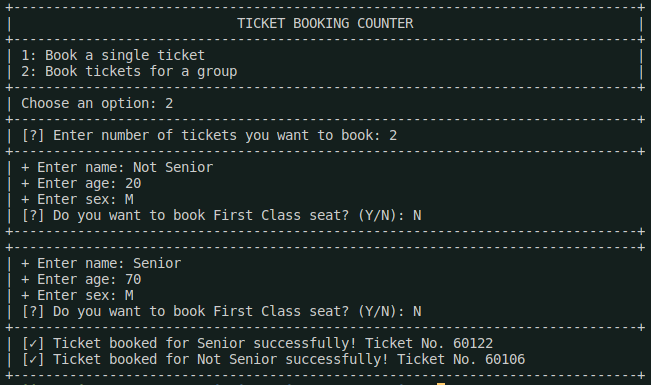 +------------------------------------------------------------------------------+
| TICKET BOOKING COUNTER |
+------------------------------------------------------------------------------+
| 1: Book a single ticket |
| 2: Book tickets for a group |
+------------------------------------------------------------------------------+
| Choose an option: 2
+------------------------------------------------------------------------------+
| [?] Enter number of tickets you want to book: 2
+------------------------------------------------------------------------------+
| + Enter name: Not Senior
| + Enter age: 20
| + Enter sex: M
| [?] Do you want to book First Class seat? (Y/N): N
+------------------------------------------------------------------------------+
+------------------------------------------------------------------------------+
| + Enter name: Senior
| + Enter age: 70
| + Enter sex: M
| [?] Do you want to book First Class seat? (Y/N): N
+------------------------------------------------------------------------------+
| [✓] Ticket booked for Senior successfully! Ticket No. 60122
| [✓] Ticket booked for Not Senior successfully! Ticket No. 60106
+------------------------------------------------------------------------------+